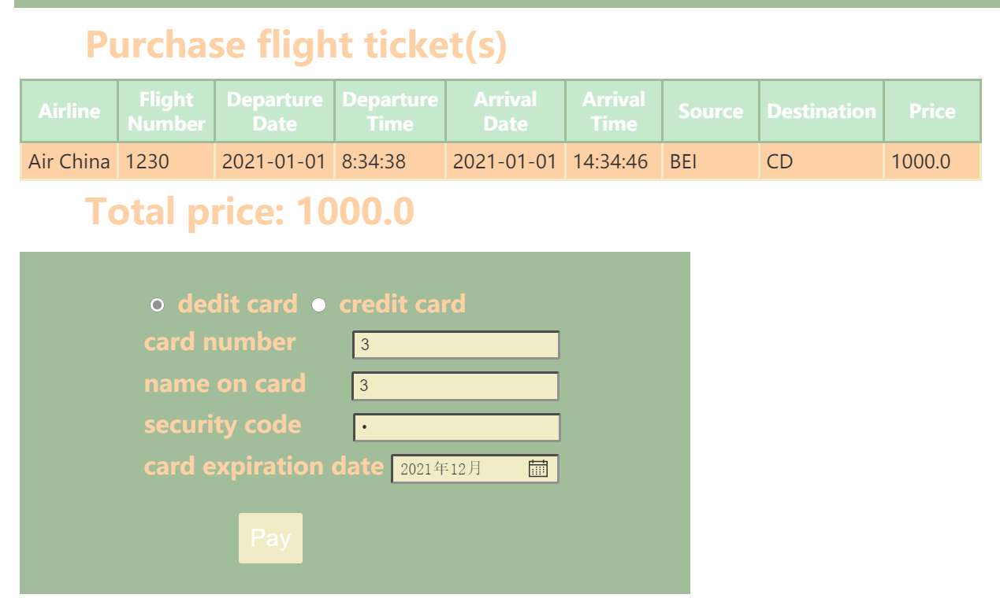 Purchase flight ticket(s)
Airline Flight Number Departure Date Departure Time Arrival Date Arrival Time Source Destination Price
Air China 1230 2021-01-01 8:34:38 2021-01-01 14:34:46 BEI CD 1000.0
Total price: 1000.0
dedit card credit card
card number 3
name on card 3
security code •
card expiration date 2021年12月
Pay